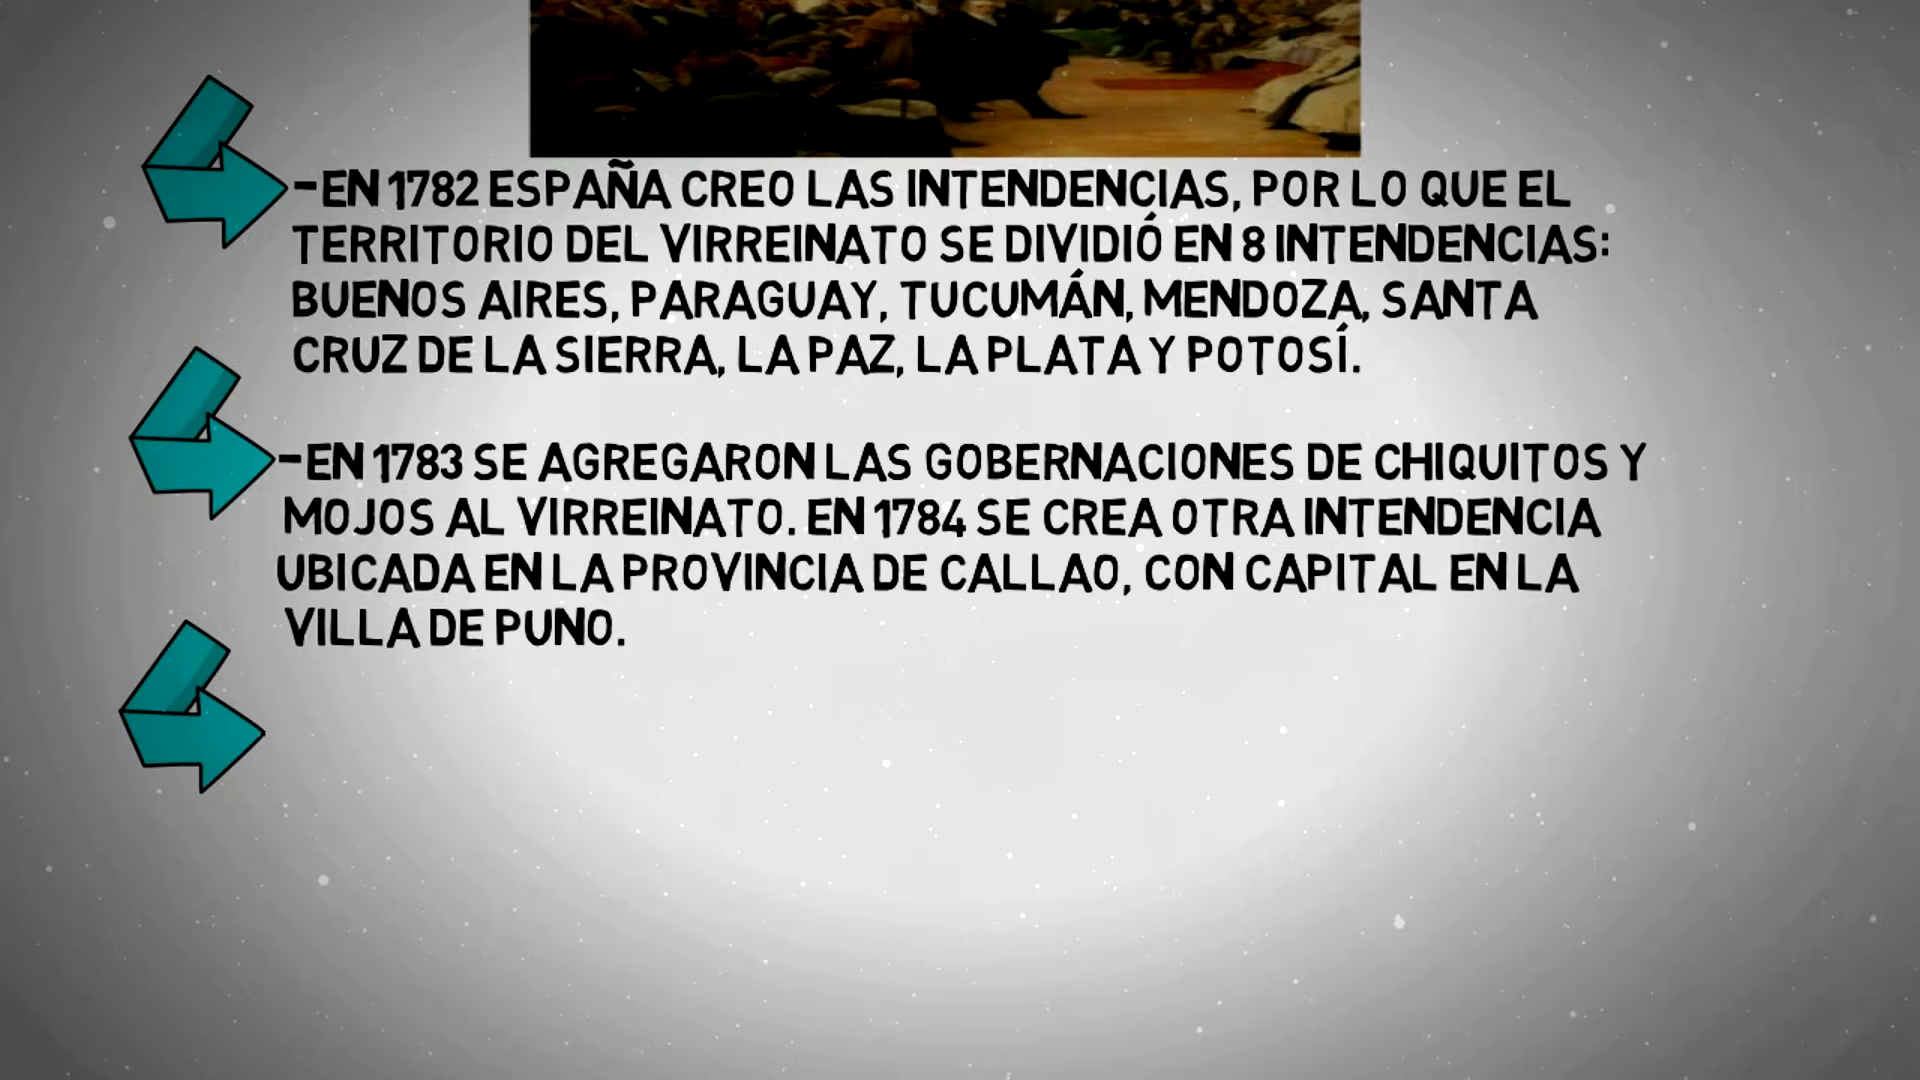 -EN 1782 ESPAÑA CREO LAS INTENDENCIAS, POR LO QUE EL
TERRITORIO DEL VIRREINATO SE DIVIDIÓ EN 8 INTENDENCIAS:
BUENOS AIRES, PARAGUAY, TUCUMÁN, MENDOZA, SANTA
CRUZ DE LA SIERRA, LA PAZ, LA PLATA Y POTOSÍ.
-EN 1783 SE AGREGARON LAS GOBERNACIONES DE CHIQUITOS Y
MOJOS AL VIRREINATO. EN 1784 SE CREA OTRA INTENDENCIA
UBICADA EN LA PROVINCIA DE CALLAO, CON CAPITAL EN LA
VILLA DE PUNO.